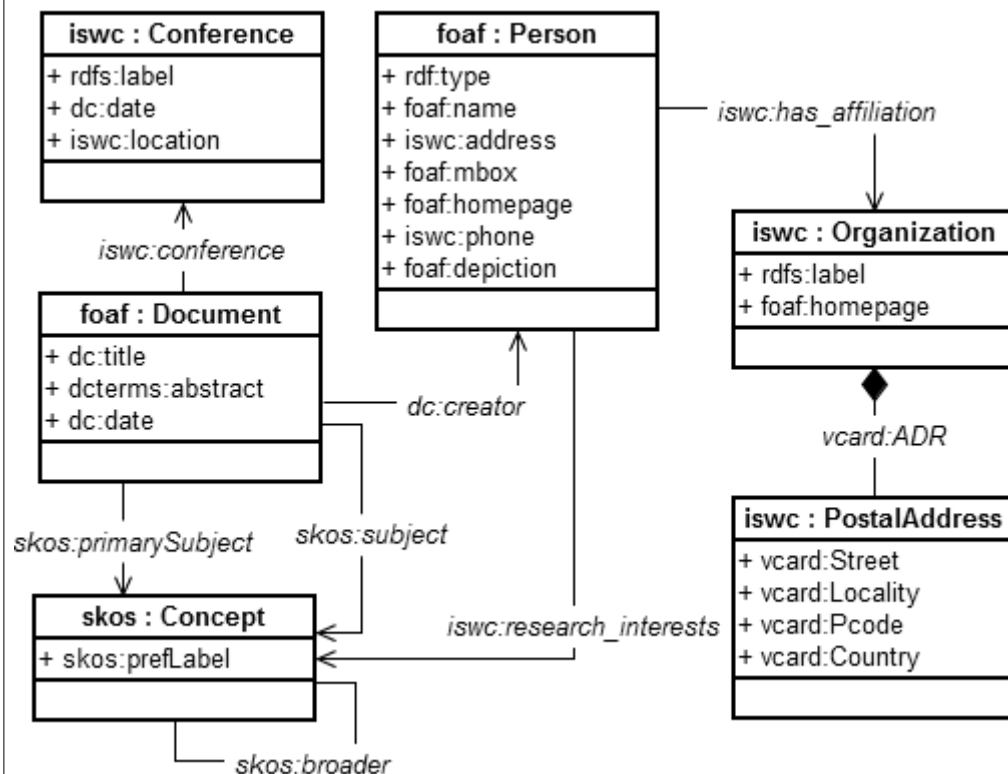 iswc : Conference
+ rdfs:label
+ dc:date
+ iswc:location
foaf : Person
+ rdf:type
+ foaf:name
+ iswc:address
+ foaf:mbox
+ foaf:homepage
+ iswc:phone
+ foaf:depiction
iswc:has_affiliation
iswc : Organization
+ rdfs:label
+ foaf:homepage
iswc:conference
foaf : Document
+ dc:title
+ dcterms:abstract
+ dc:date
dc:creator
vcard:ADR
iswc : PostalAddress
+ vcard:Street
+ vcard:Locality
+ vcard:Pcode
+ vcard:Country
skos:primarySubject
skos:subject
skos : Concept
+ skos:prefLabel
iswc:research_interests
skos:broader